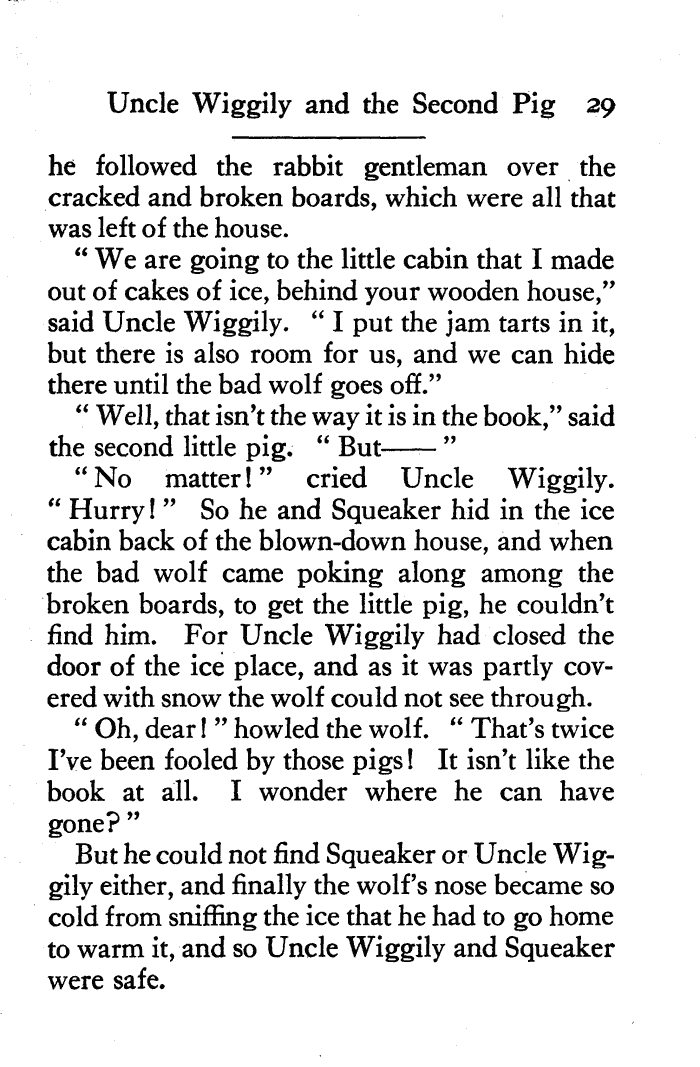 Uncle Wiggily and the Second Pig 29
he followed the rabbit gentleman over the
cracked and broken boards, which were all that
was left of the house.
“ We are going to the little cabin that I made
out of cakes of ice, behind your wooden house,”
said Uncle Wiggily. “ I put the jam tarts in it,
but there is also room for us, and we can hide
there until the bad wolf goes off.”
“ Well, that isn’t the way it is in the book,” said
the second little pig. “ But—— ”
“ No matter! ” cried Uncle Wiggily.
“ Hurry! ” So he and Squeaker hid in the ice
cabin back of the blown-down house, and when
the bad wolf came poking along among the
broken boards, to get the little pig, he couldn’t
find him. For Uncle Wiggily had closed the
door of the ice place, and as it was partly cov-
ered with snow the wolf could not see through.
“ Oh, dear! ” howled the wolf. “ That’s twice
I’ve been fooled by those pigs! It isn’t like the
book at all. I wonder where he can have
gone? ”
But he could not find Squeaker or Uncle Wig-
gily either, and finally the wolf’s nose became so
cold from sniffing the ice that he had to go home
to warm it, and so Uncle Wiggily and Squeaker
were safe.